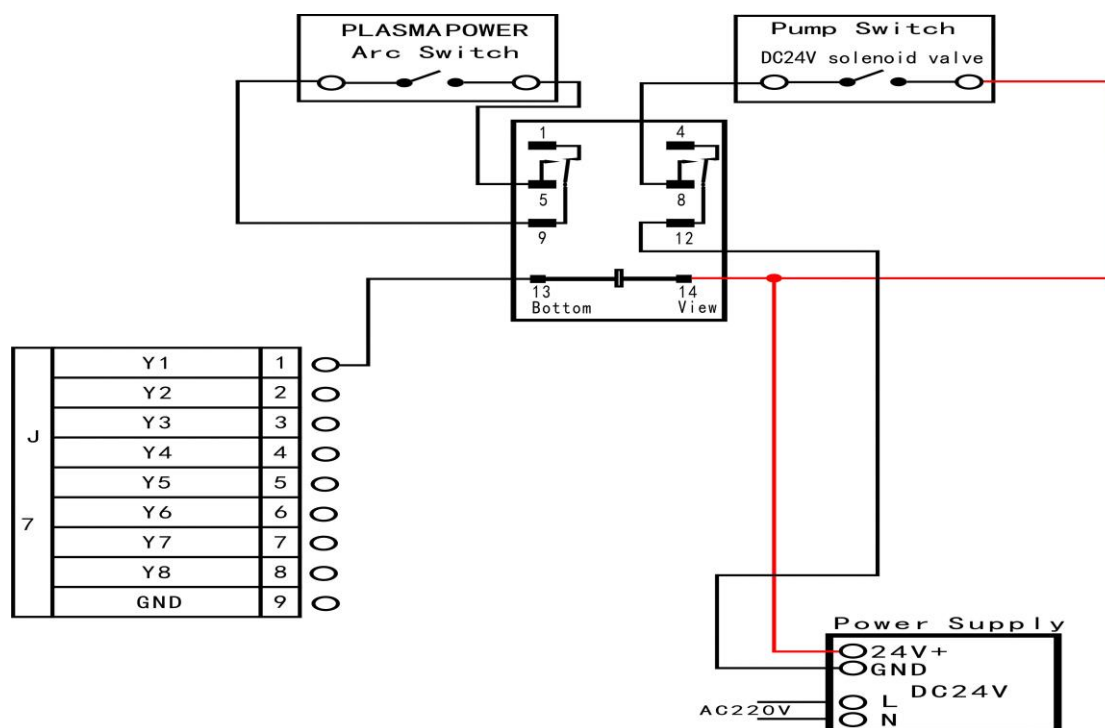 PLASMA POWER
Arc Switch
Pump Switch
DC24V solenoid valve
1
4
5
8
9
12
13
14
Bottom
View
J
7
Y1 1
Y2 2
Y3 3
Y4 4
Y5 5
Y6 6
Y7 7
Y8 8
GND 9
Power Supply
24V+
GND
DC24V
AC220V
L
N